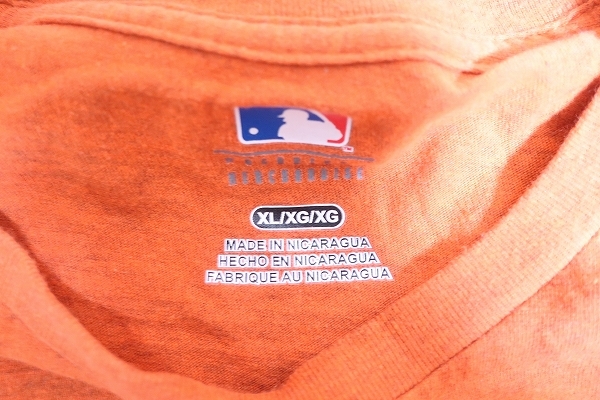 XL/XG/XG
MADE IN NICARAGUA
HECHO EN NICARAGUA
FABRIQUE AU NICARAGUA